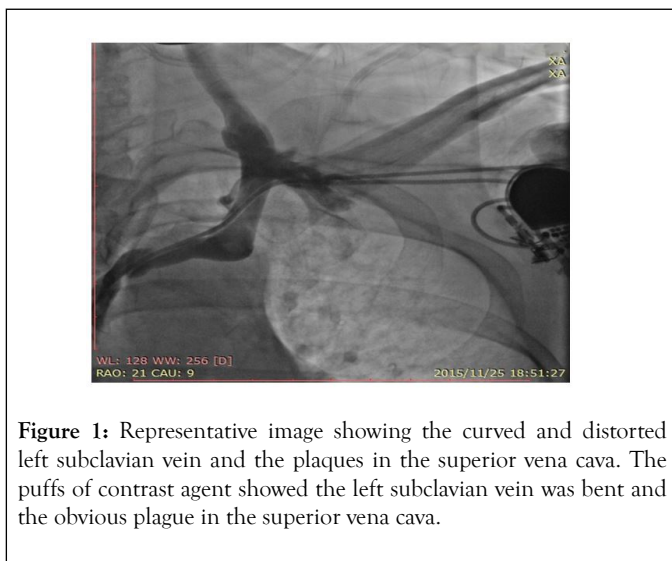 XA
XA
WL: 128 WW: 256 [D]
RAO: 21 CAU: 9
2015/11/25 18:51:27
Figure 1: Representative image showing the curved and distorted
left subclavian vein and the plaques in the superior vena cava. The
puffs of contrast agent showed the left subclavian vein was bent and
the obvious plague in the superior vena cava.